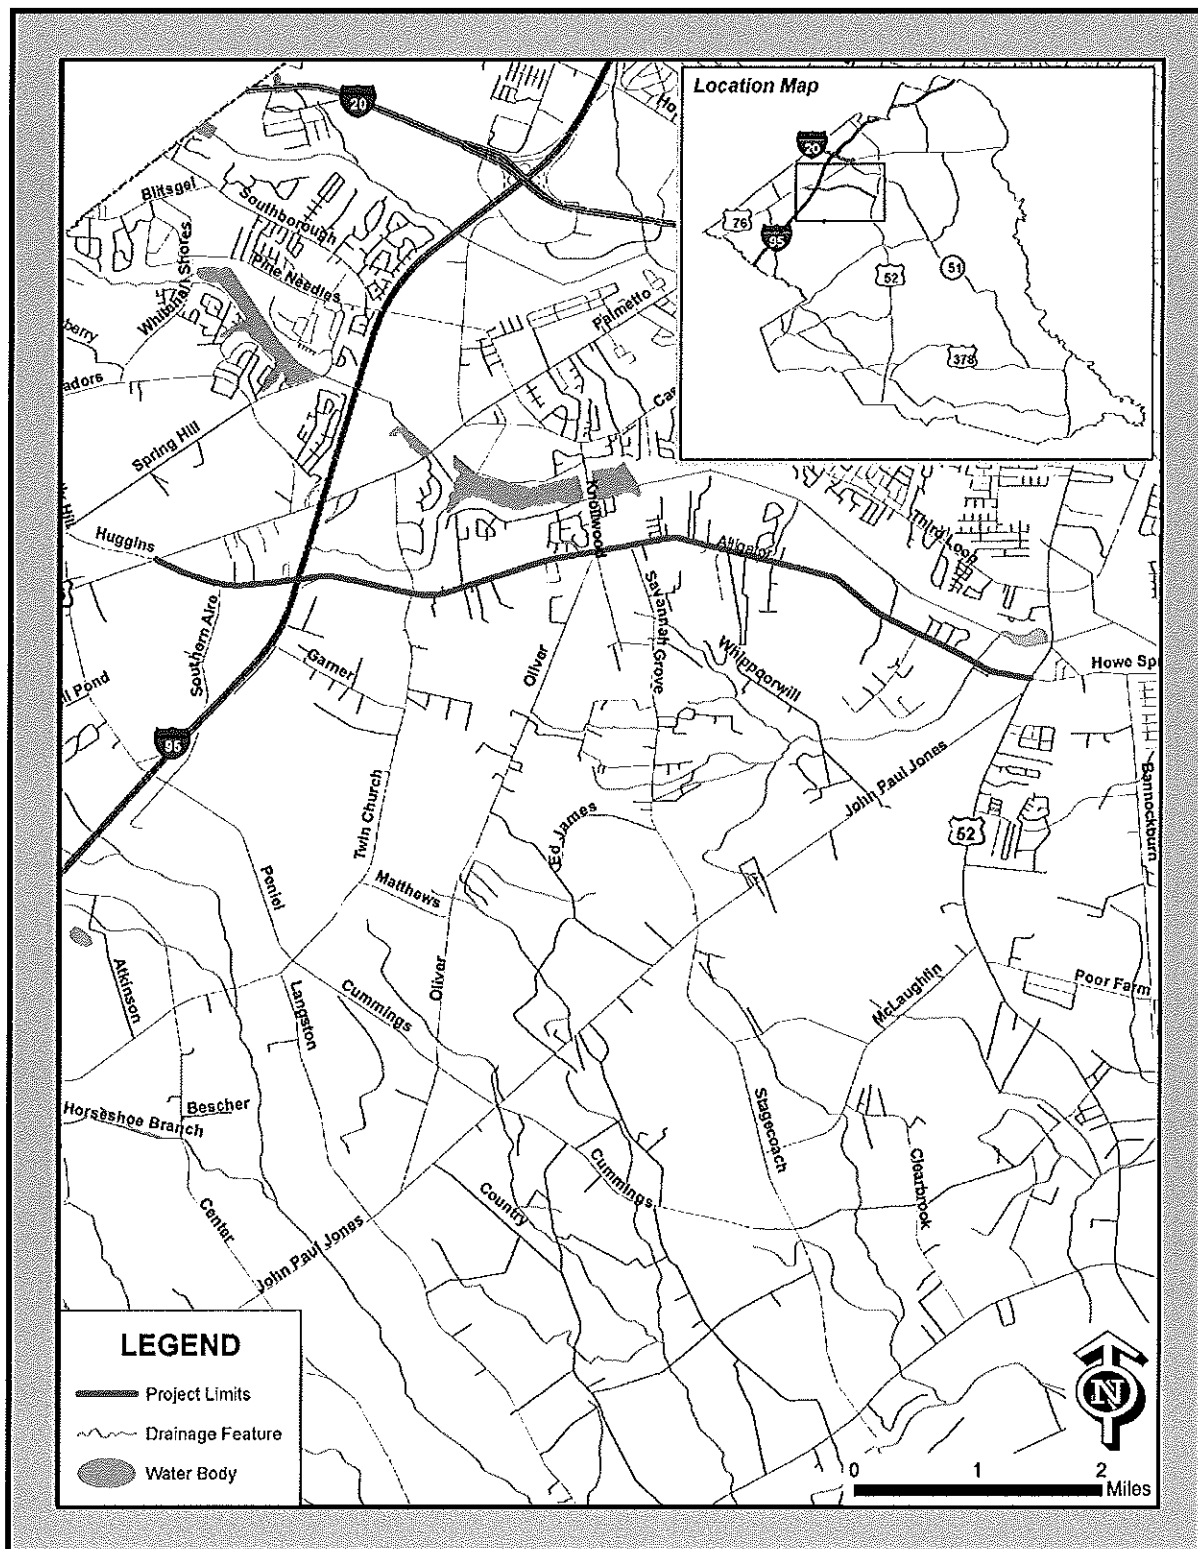 Location Map
20
76
95
52
51
378
20
Blitsgel
Southborough
Whitehall Shores
Pine Needles
Palmetto
Spring Hill
Huggins
Knollwood
Alligator
Third Loop
Southern Aire
Garner
Oliver
Savannah Grove
Whippoorwill
Howe Sp
95
Twin Church
John Paul Jones
52
Bannockburn
Ed James
Peniel
Matthews
Atkinson
Langston
Cummings
Oliver
McLaughlin
Poor Farm
Bescher
Horseshoe Branch
Stagecoach
Cummings
Country
Clearbrook
Center
John Paul Jones
LEGEND
Project Limits
Drainage Feature
Water Body
N
0 1 2
Miles